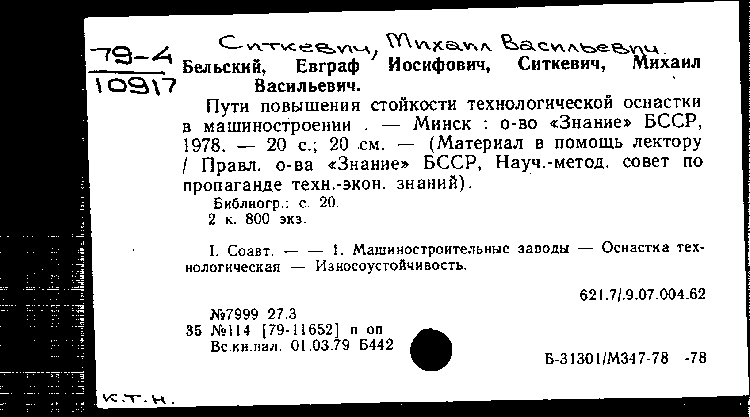 Ситкевич, Михаил Васильевич.
79-4
10917
Бельский, Евграф Иосифович, Ситкевич, Михаил
Васильевич.
Пути повышения стойкости технологической оснастки
в машиностроении . — Минск : о-во «Знание» БССР,
1978. — 20 с.; 20 см. — (Материал в помощь лектору
/ Правл. о-ва «Знание» БССР, Науч.-метод. совет по
пропаганде техн.-экон. знаний).
Библиогр.: с. 20.
2 к. 800 экз.
I. Соавт. — — 1. Машиностроительные заводы — Оснастка тех-
нологическая — Износоустойчивость.
621.7/.9.07.004.62
№7999 27.3
35 №114 [79-11652] п оп
Вс.кн.пал. 01.03.79 Б442
Б-31301/М347-78 -78
К.Т.Н.